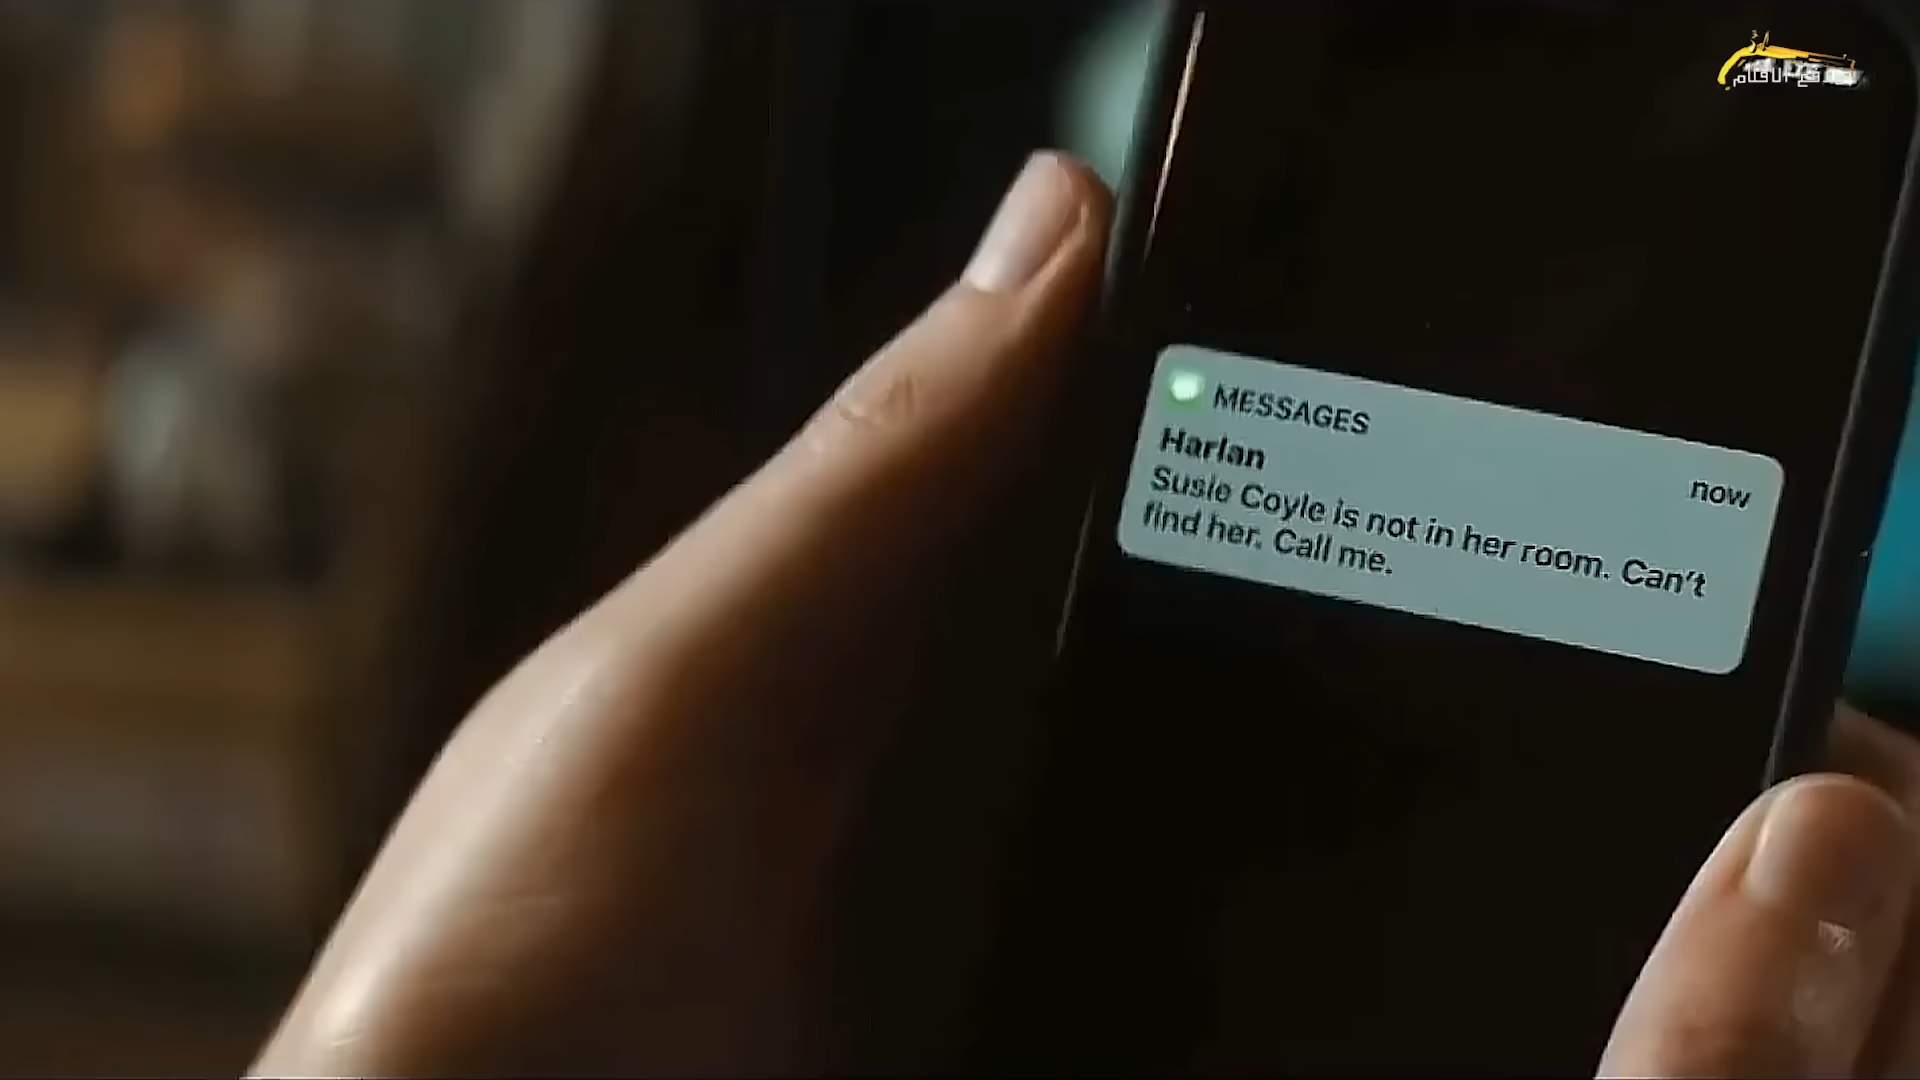 MESSAGES
Harlan
now
Susie Coyle is not in her room. Can't
find her. Call me.